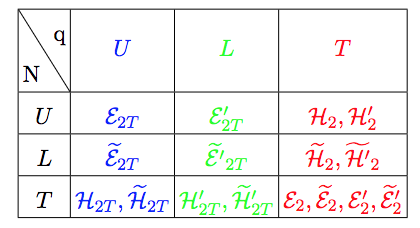 q U L T
N
U ℰ₂T ℰ′₂T ℋ₂, ℋ′₂
L ℰ̃₂T ℰ̃′₂T ℋ̃₂, ℋ̃′₂
T ℋ₂T, ℋ̃₂T ℋ′₂T, ℋ̃′₂T ℰ₂, ℰ̃₂, ℰ′₂, ℰ̃′₂